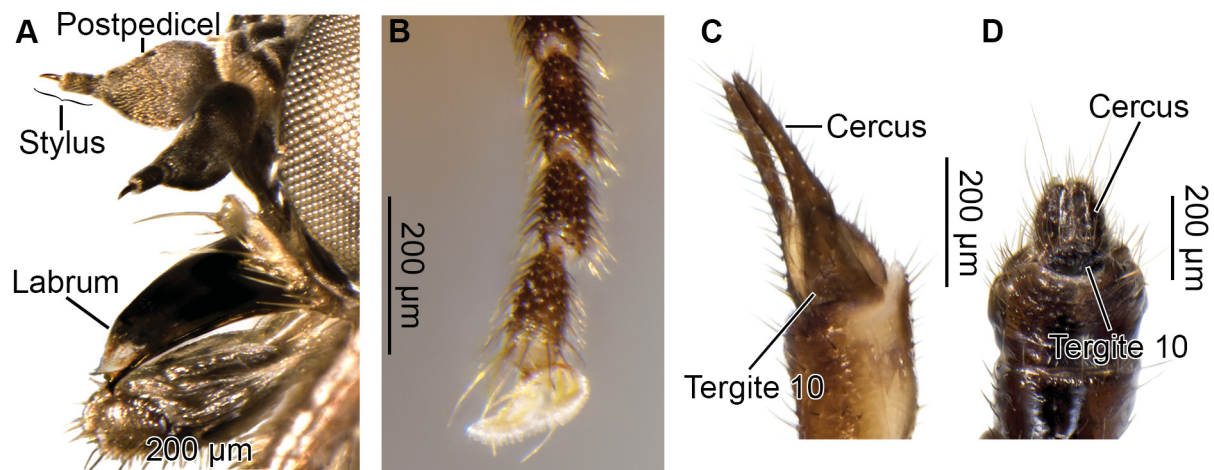 A
Postpedicel
Stylus
Labrum
200 µm
B
200 µm
C
Cercus
200 µm
Tergite 10
D
Cercus
200 µm
Tergite 10